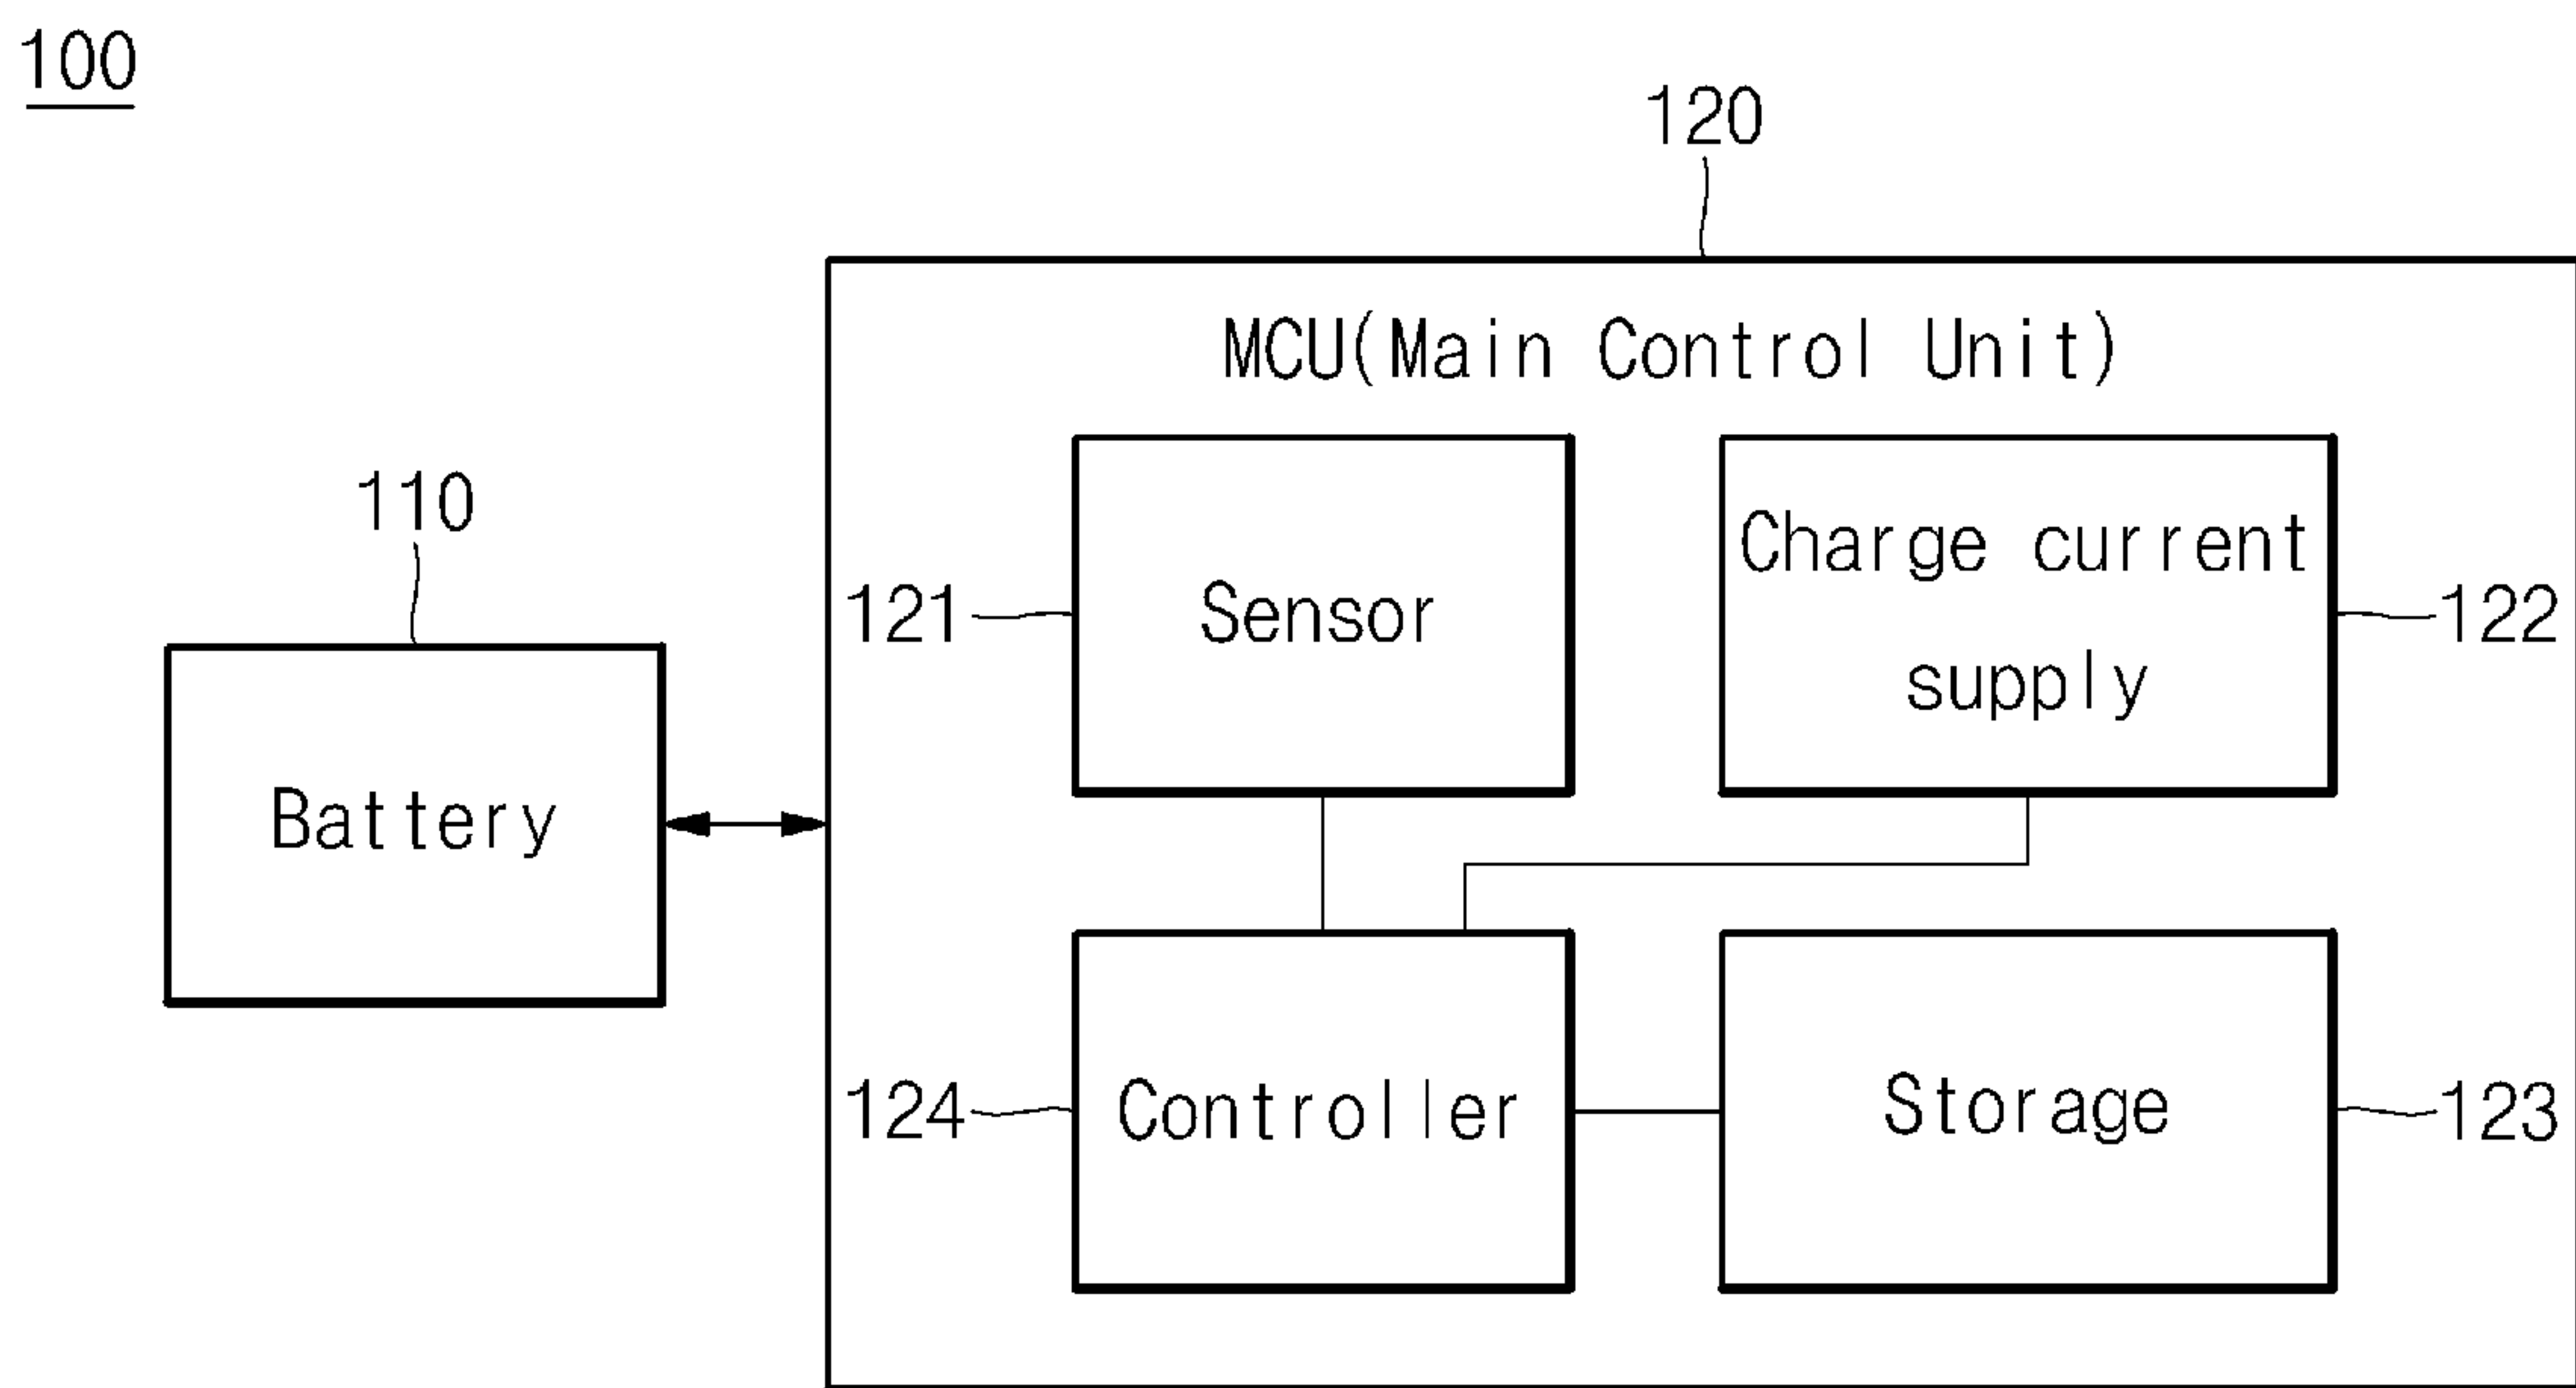 100
120
MCU(Main Control Unit)
110
Battery
121
Sensor
Charge current
supply
122
124
Controller
Storage
123